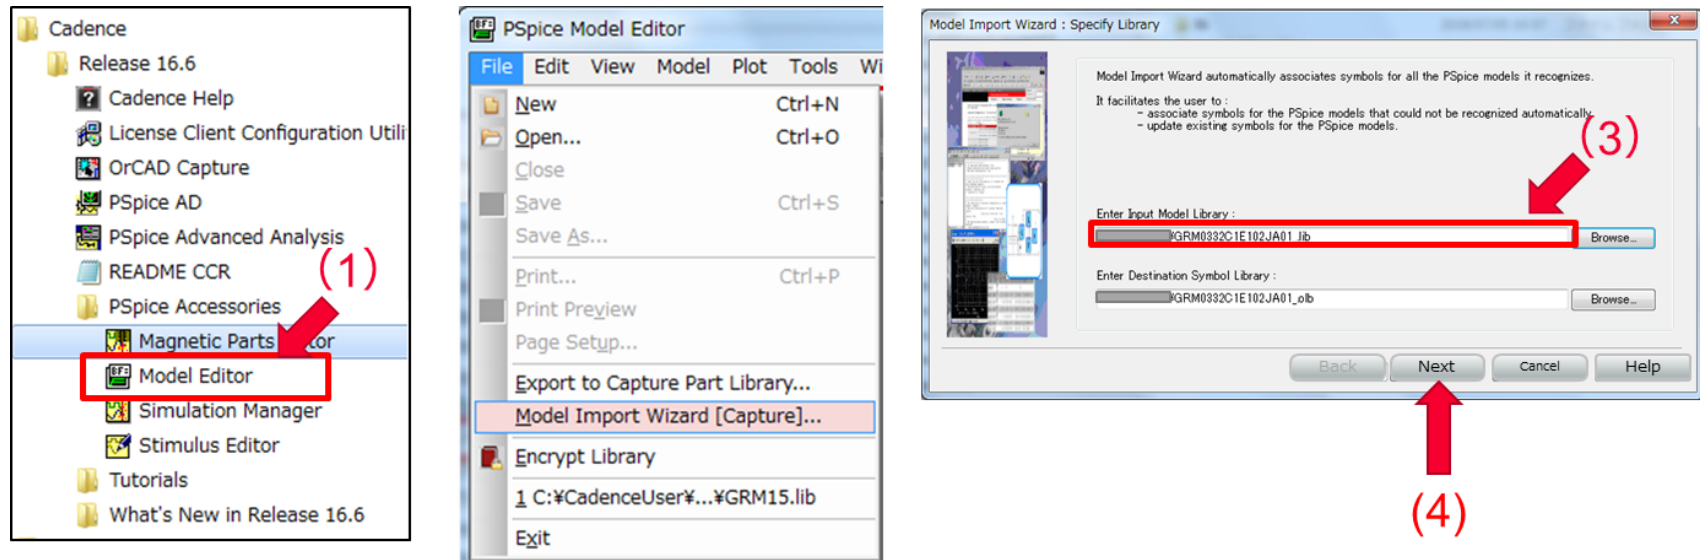 Cadence
Release 16.6
Cadence Help
License Client Configuration Utili
OrCAD Capture
PSpice AD
PSpice Advanced Analysis
README CCR
(1)
PSpice Accessories
Magnetic Parts tor
Model Editor
Simulation Manager
Stimulus Editor
Tutorials
What's New in Release 16.6
PSpice Model Editor
File Edit View Model Plot Tools Wi
New Ctrl+N
Open... Ctrl+O
Close
Save Ctrl+S
Save As...
Print... Ctrl+P
Print Preview
Page Setup...
Export to Capture Part Library...
Model Import Wizard [Capture]...
Encrypt Library
1 C:¥CadenceUser¥...¥GRM15.lib
Exit
Model Import Wizard : Specify Library
Model Import Wizard automatically associates symbols for all the PSpice models it recognizes.
It facilitates the user to :
- associate symbols for the PSpice models that could not be recognized automatically.
- update existing symbols for the PSpice models.
(3)
Enter Input Model Library :
¥GRM0332C1E102JA01.lib Browse...
Enter Destination Symbol Library :
¥GRM0332C1E102JA01_olb Browse...
Back Next Cancel Help
(4)